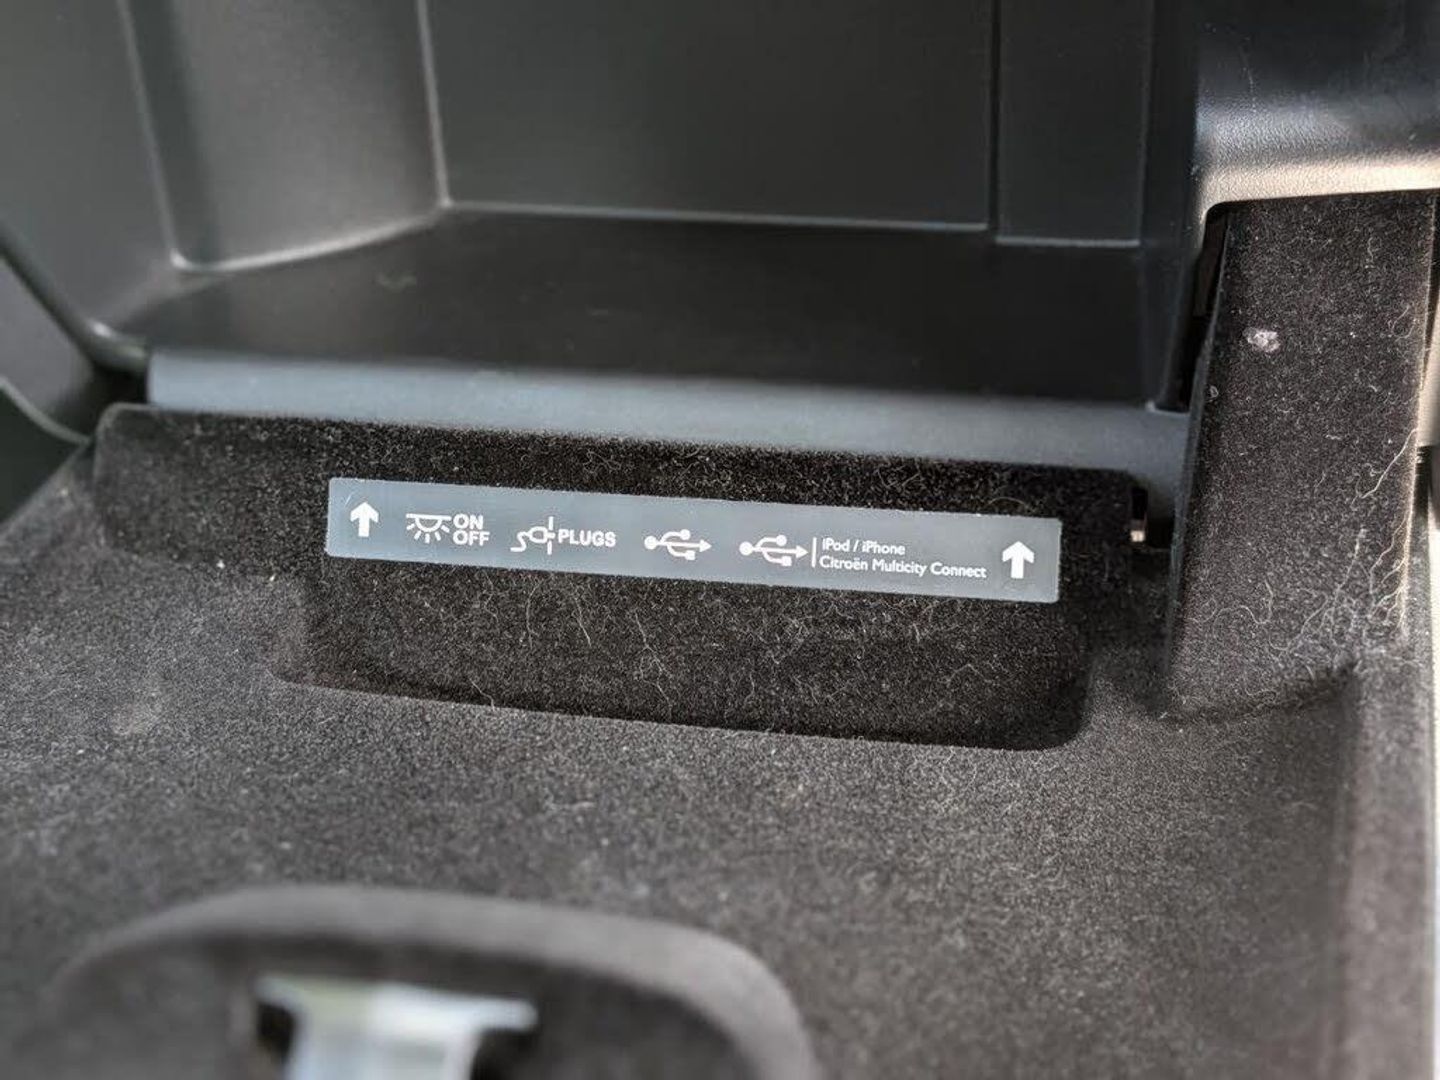 ON
OFF
PLUGS
iPod / iPhone
Citroën Multicity Connect